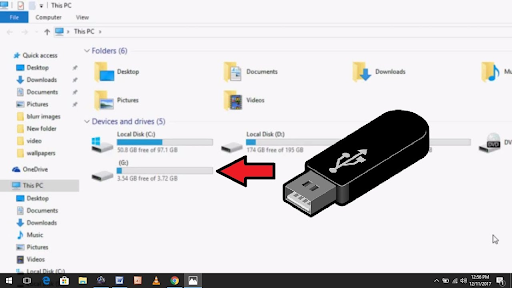 This PC
File
Computer
View
This PC
Quick access
Desktop
Downloads
Documents
Pictures
blurr images
New folder
video
wallpapers
OneDrive
This PC
Desktop
Documents
Downloads
Music
Pictures
Videos
Local Disk (C:)
Folders (6)
Desktop
Documents
Downloads
Mu
Pictures
Videos
Devices and drives (5)
Local Disk (C:)
50.8 GB free of 97.1 GB
Local Disk (D:)
174 GB free of 195 GB
DV
DVD
(G:)
3.54 GB free of 3.72 GB
12:56 PM
12/11/2017